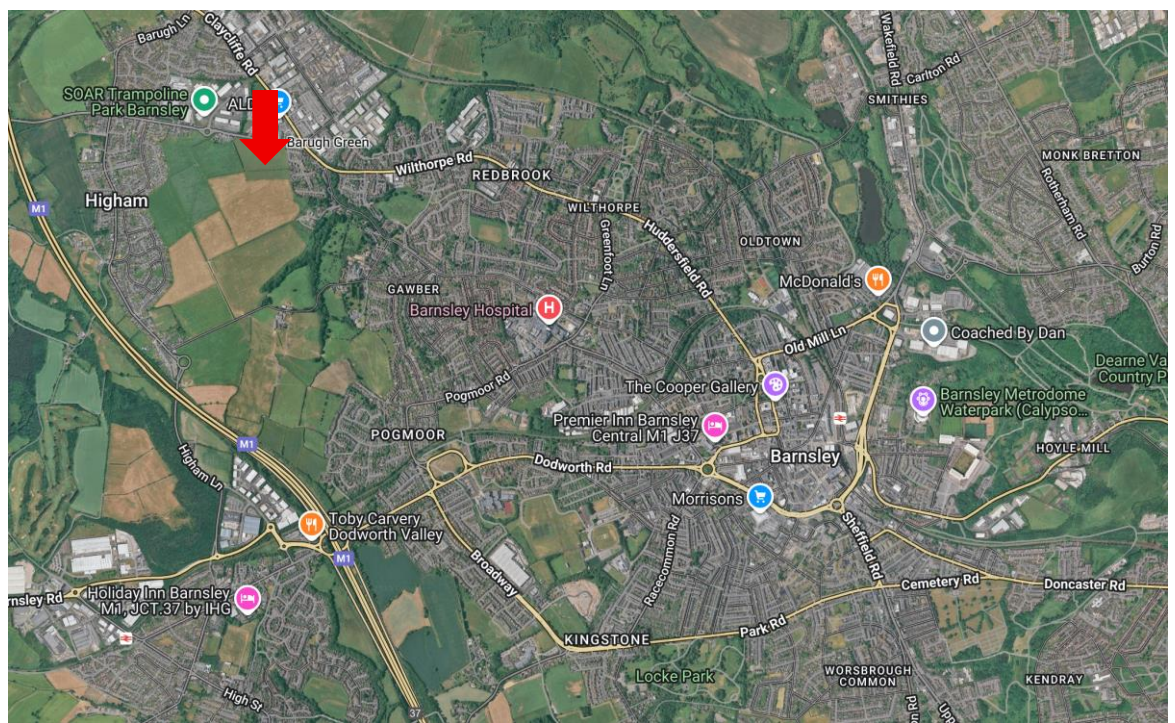 Barugh Ln
Claycliffe Rd
Wakefield Rd
Carlton Rd
SOAR Trampoline
Park Barnsley
ALD
SMITHIES
Barugh Green
Wilthorpe Rd
REDBROOK
MONK BRETTON
Rotherham Rd
Higham
M1
WILTHORPE
Greenfoot Ln
Huddersfield Rd
OLDTOWN
Burton Rd
GAWBER
McDonald's
Barnsley Hospital
H
Old Mill Ln
Coached By Dan
Dearne Va
Country P
Pogmoor Rd
The Cooper Gallery
Barnsley Metrodome
Waterpark (Calypso...
Premier Inn Barnsley
Central M1 J37
POGMOOR
M1
Higham Ln
Dodworth Rd
Barnsley
HOYLE MILL
Morrisons
Toby Carvery
Dodworth Valley
M1
Broadway
Racecommon Rd
Sheffield Rd
Cemetery Rd
Doncaster Rd
rnsley Rd
Holiday Inn Barnsley
M1, JCT.37 by IHG
KINGSTONE
Park Rd
Locke Park
WORSBROUGH
COMMON
KENDRAY
High St
37
Upp
on Rd